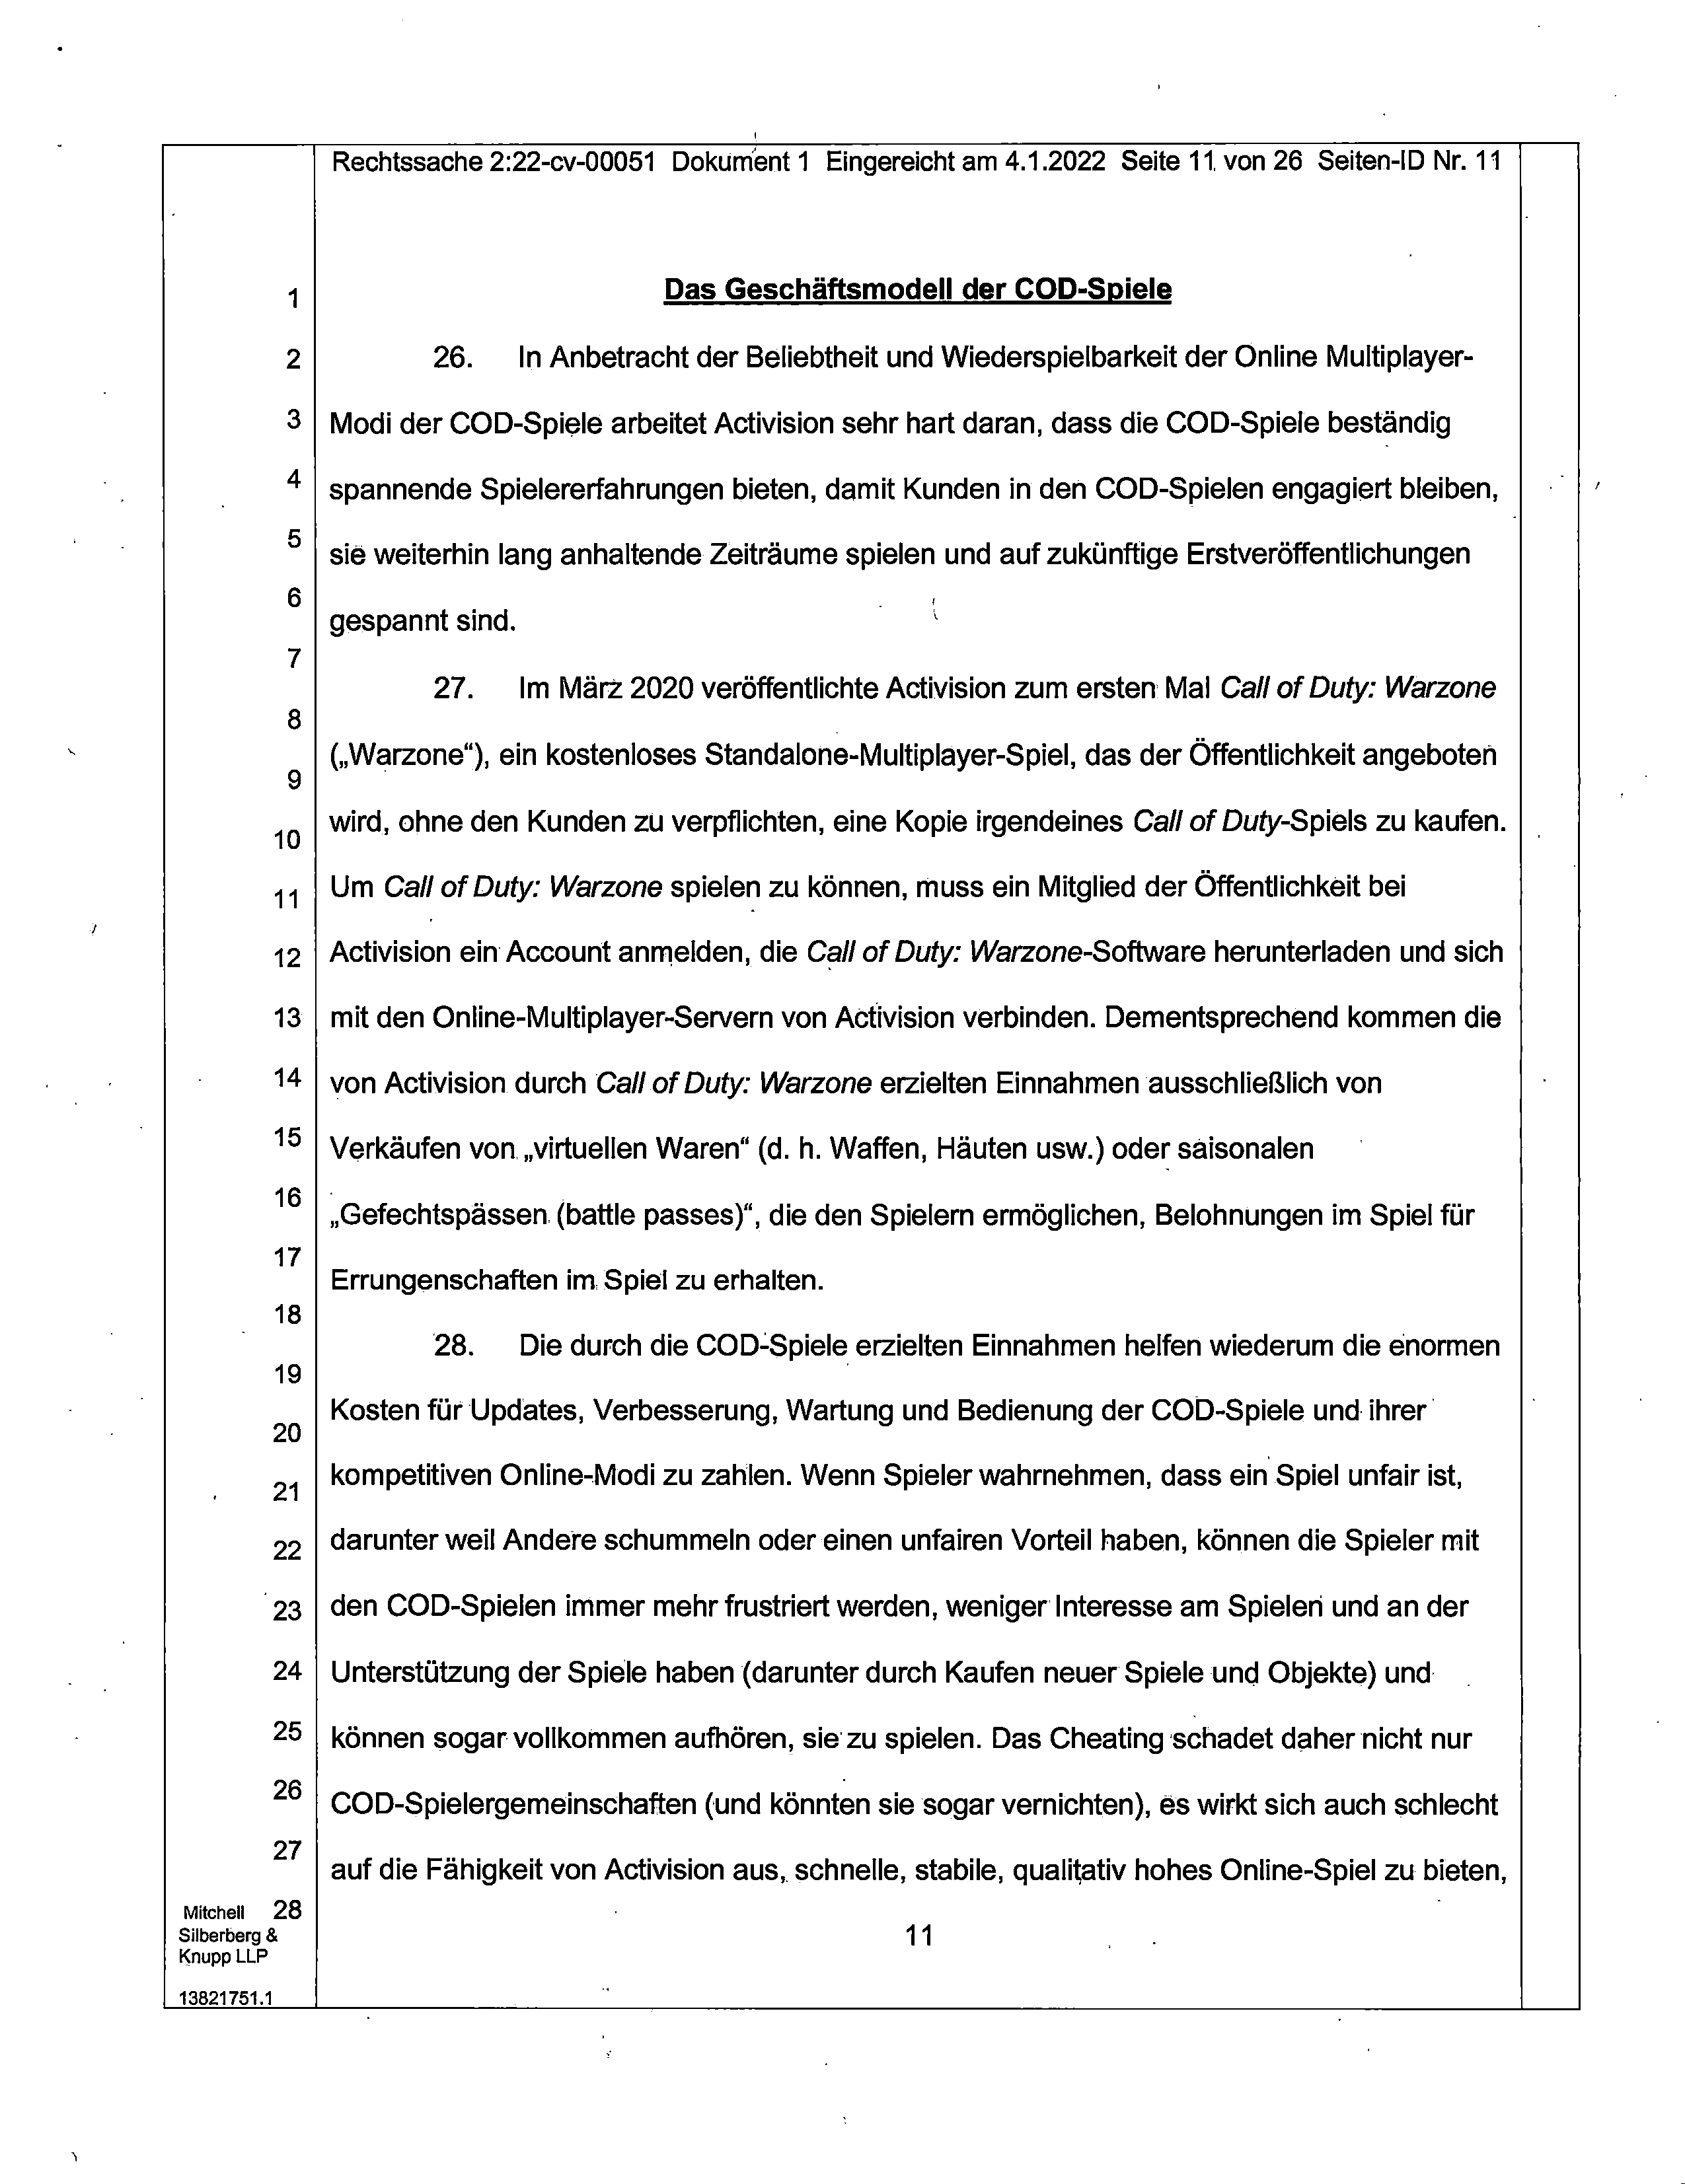 Rechtssache 2:22-cv-00051 Dokument 1 Eingereicht am 4.1.2022 Seite 11 von 26 Seiten-ID Nr. 11
1 Das Geschäftsmodell der COD-Spiele
2 26. In Anbetracht der Beliebtheit und Wiederspielbarkeit der Online Multiplayer-
3 Modi der COD-Spiele arbeitet Activision sehr hart daran, dass die COD-Spiele beständig
4 spannende Spielererfahrungen bieten, damit Kunden in den COD-Spielen engagiert bleiben,
5 sie weiterhin lang anhaltende Zeiträume spielen und auf zukünftige Erstveröffentlichungen
6 gespannt sind.
7 27. Im März 2020 veröffentlichte Activision zum ersten Mal Call of Duty: Warzone
8
9 („Warzone“), ein kostenloses Standalone-Multiplayer-Spiel, das der Öffentlichkeit angeboten
10 wird, ohne den Kunden zu verpflichten, eine Kopie irgendeines Call of Duty-Spiels zu kaufen.
11 Um Call of Duty: Warzone spielen zu können, muss ein Mitglied der Öffentlichkeit bei
12 Activision ein Account anmelden, die Call of Duty: Warzone-Software herunterladen und sich
13 mit den Online-Multiplayer-Servern von Activision verbinden. Dementsprechend kommen die
14 von Activision durch Call of Duty: Warzone erzielten Einnahmen ausschließlich von
15 Verkäufen von „virtuellen Waren“ (d. h. Waffen, Häuten usw.) oder saisonalen
16 „Gefechtspässen (battle passes)“, die den Spielern ermöglichen, Belohnungen im Spiel für
17 Errungenschaften im Spiel zu erhalten.
18
19 28. Die durch die COD-Spiele erzielten Einnahmen helfen wiederum die enormen
20 Kosten für Updates, Verbesserung, Wartung und Bedienung der COD-Spiele und ihrer
21 kompetitiven Online-Modi zu zahlen. Wenn Spieler wahrnehmen, dass ein Spiel unfair ist,
22 darunter weil Andere schummeln oder einen unfairen Vorteil haben, können die Spieler mit
23 den COD-Spielen immer mehr frustriert werden, weniger Interesse am Spielen und an der
24 Unterstützung der Spiele haben (darunter durch Kaufen neuer Spiele und Objekte) und
25 können sogar vollkommen aufhören, sie zu spielen. Das Cheating schadet daher nicht nur
26 COD-Spielergemeinschaften (und könnten sie sogar vernichten), es wirkt sich auch schlecht
27 auf die Fähigkeit von Activision aus, schnelle, stabile, qualitativ hohes Online-Spiel zu bieten,
Mitchell 28
Silberberg &
Knupp LLP
11
13821751.1